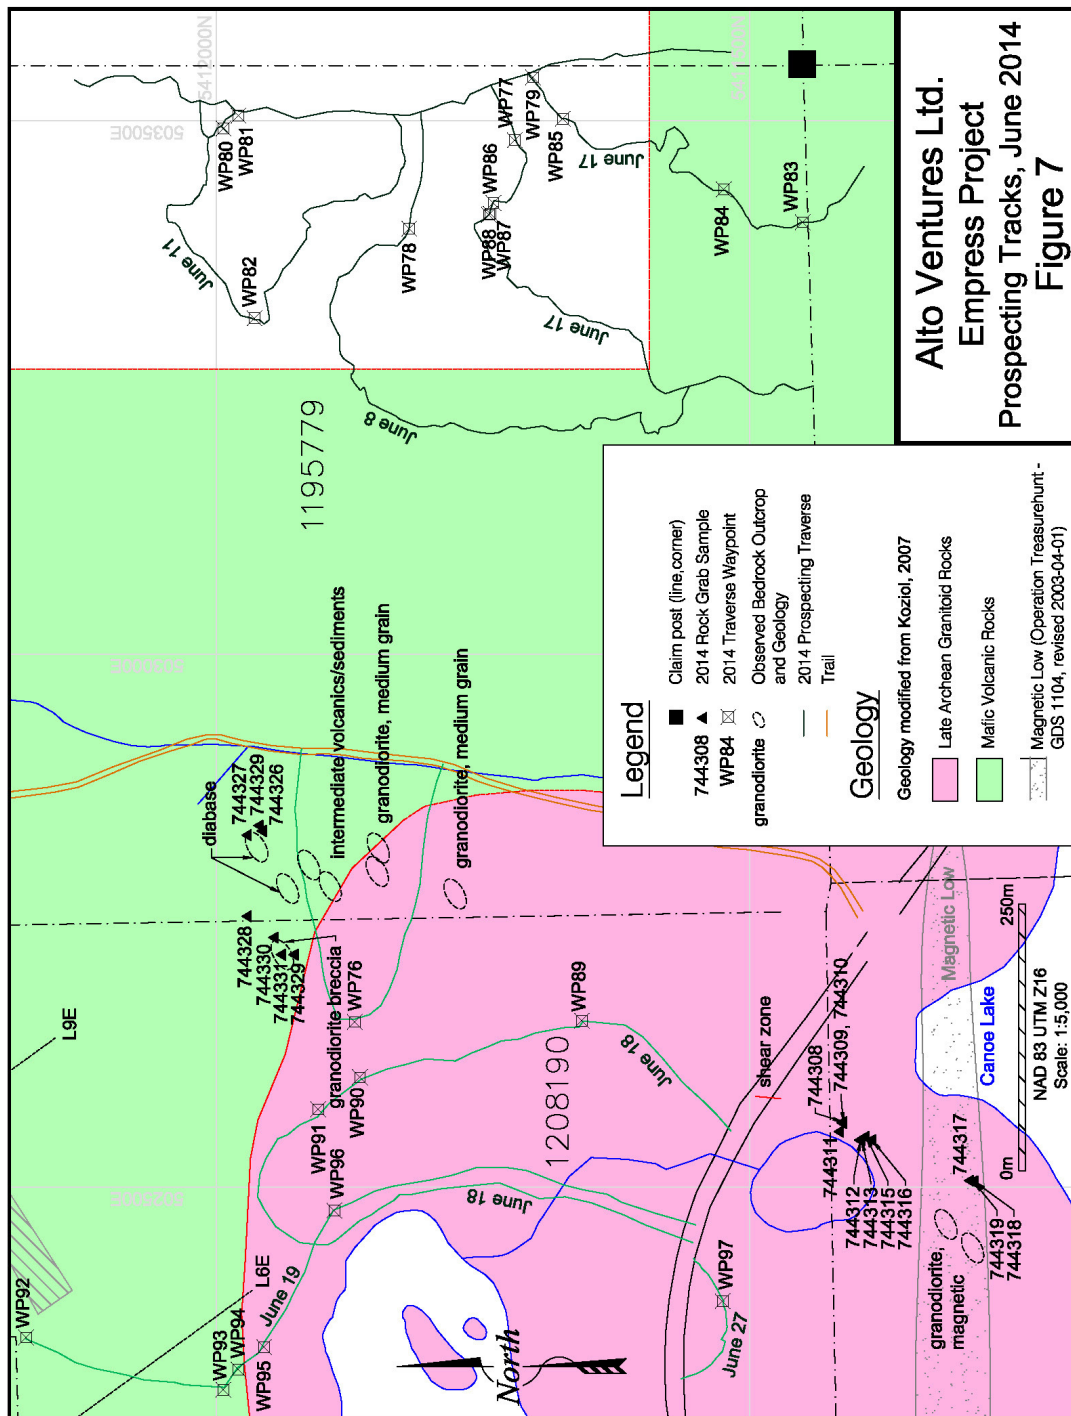 Alto Ventures Ltd.
Empress Project
Prospecting Tracks, June 2014
Figure 7
Legend
Claim post (line,corner)
744308 2014 Rock Grab Sample
WP84 2014 Traverse Waypoint
granodiorite Observed Bedrock Outcrop
and Geology
2014 Prospecting Traverse
Trail
Geology
Geology modified from Koziol, 2007
Late Archean Granitoid Rocks
Mafic Volcanic Rocks
Magnetic Low (Operation Treasurehunt -
GDS 1104, revised 2003-04-01)
5412000N
503500E
WP80
WP81
June 11
WP82
WP78
WP77
WP79
WP86
WP85
WP88
WP87
June 17
June 17
WP84
WP83
June 8
1195779
diabase
744327
744329
744326
intermediate volcanics/sediments
granodiorite, medium grain
granodiorite, medium grain
744328
744330
744331
744329
granodiorite breccia
L9E
WP76
WP89
WP90
WP91
WP96
June 18
June 18
1208190
shear zone
WP92
WP93
WP94
WP95
L6E
June 19
WP97
June 27
North
744308
744309, 744310
744311
744312
744313
744315
744316
744317
744319
744318
granodiorite,
magnetic
Magnetic Low
Canoe Lake
0m
250m
NAD 83 UTM Z16
Scale: 1:5,000